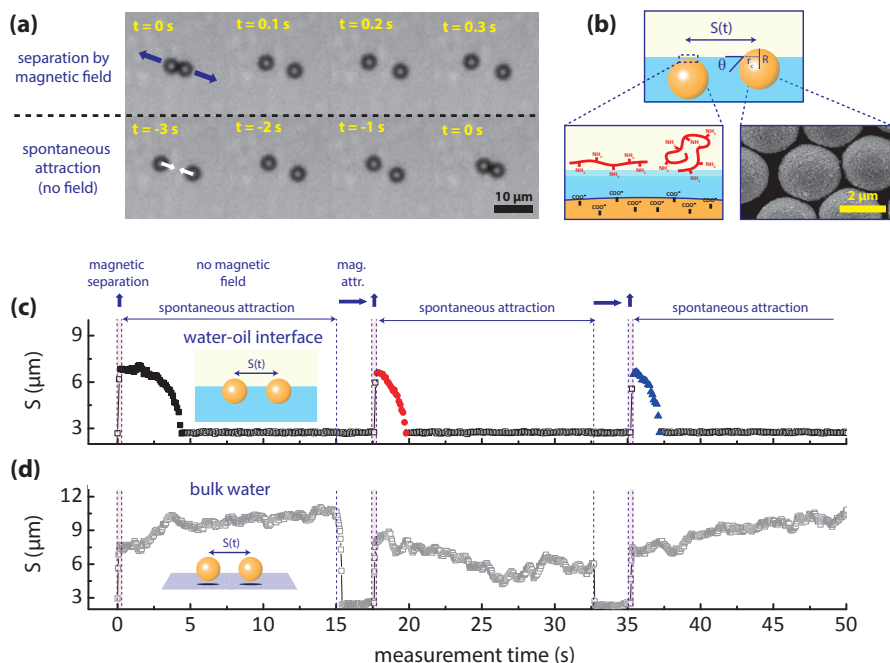 (a)
separation by
magnetic field
t = 0 s
t = 0.1 s
t = 0.2 s
t = 0.3 s
spontaneous
attraction
(no field)
t = -3 s
t = -2 s
t = -1 s
t = 0 s
10 µm
(b)
S(t)
θ
r_c
R
NH₂ NH₂ NH₂ NH₂ NH₂
NH₂ NH₂ NH₂ NH₂
COO⁻ COO⁻ COO⁻ COO⁻
COO⁻ COO⁻ COO⁻
2 µm
magnetic
separation
no magnetic
field
mag.
attr.
(c)
spontaneous attraction
spontaneous attraction
spontaneous attraction
water-oil interface
S(t)
S (µm)
9
6
3
(d)
bulk water
S(t)
S (µm)
12
9
6
3
0 5 10 15 20 25 30 35 40 45 50
measurement time (s)